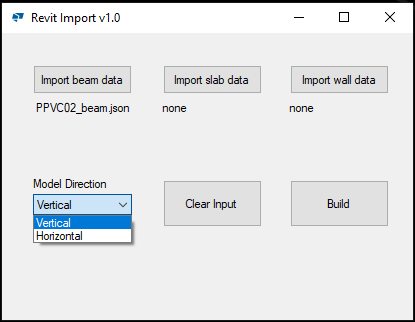 Revit Import v1.0
Import beam data
Import slab data
Import wall data
PPVC02_beam.json
none
none
Model Direction
Vertical
Clear Input
Build
Vertical
Horizontal